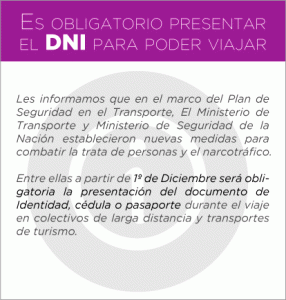 Es obligatorio presentar
el DNI para poder viajar
Les informamos que en el marco del Plan de
Seguridad en el Transporte, El Ministerio de
Transporte y Ministerio de Seguridad de la
Nación establecieron nuevas medidas para
combatir la trata de personas y el narcotráfico.
Entre ellas a partir de 1º de Diciembre será obli-
gatoria la presentación del documento de
Identidad, cédula o pasaporte durante el viaje
en colectivos de larga distancia y transportes
de turismo.